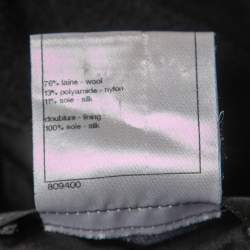 76% laine - wool
13% polyamide - nylon
11% soie - silk
doublure - lining
100% soie - silk
809400